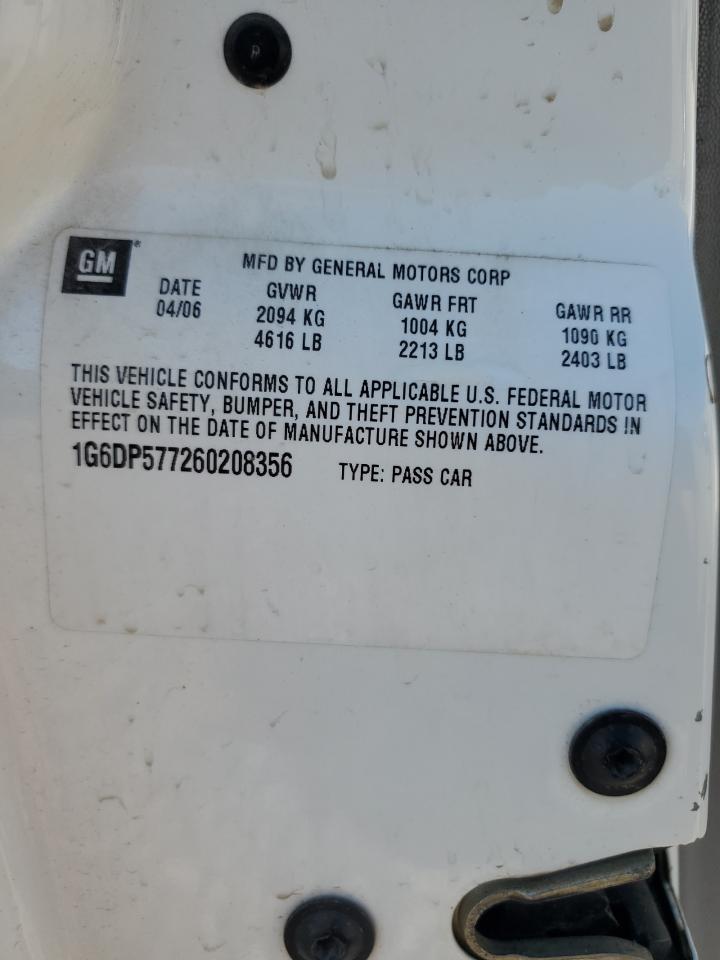 GM®
MFD BY GENERAL MOTORS CORP
DATE GVWR GAWR FRT GAWR RR
04/06 2094 KG 1004 KG 1090 KG
4616 LB 2213 LB 2403 LB
THIS VEHICLE CONFORMS TO ALL APPLICABLE U.S. FEDERAL MOTOR
VEHICLE SAFETY, BUMPER, AND THEFT PREVENTION STANDARDS IN
EFFECT ON THE DATE OF MANUFACTURE SHOWN ABOVE.
1G6DP577260208356 TYPE: PASS CAR